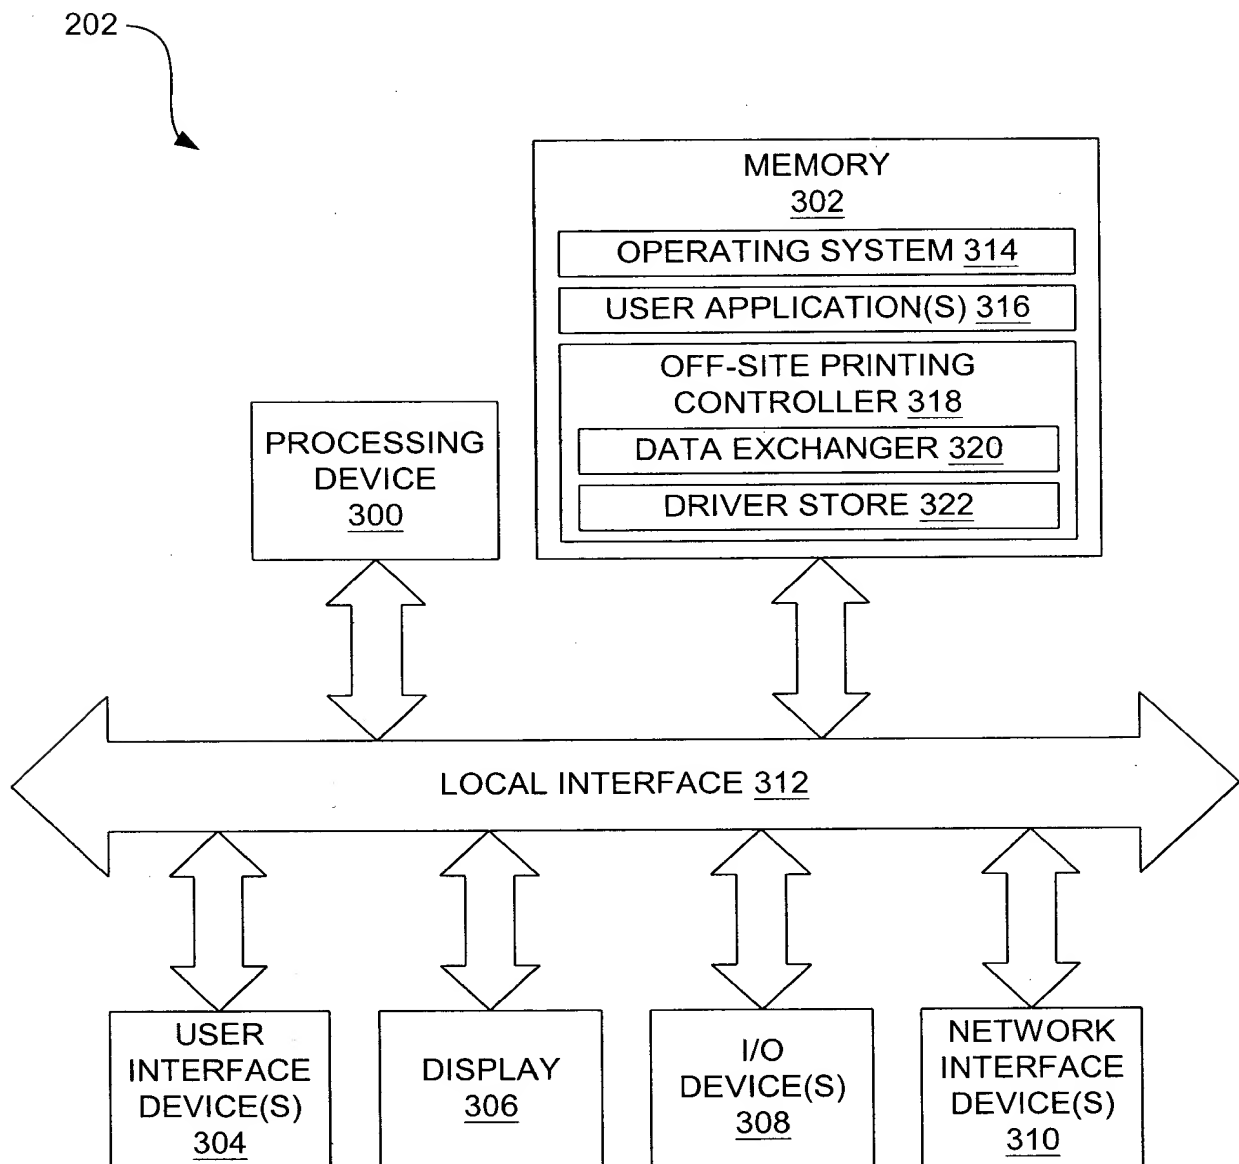 202
MEMORY
302
OPERATING SYSTEM 314
USER APPLICATION(S) 316
OFF-SITE PRINTING
CONTROLLER 318
DATA EXCHANGER 320
DRIVER STORE 322
PROCESSING
DEVICE
300
LOCAL INTERFACE 312
USER
INTERFACE
DEVICE(S)
304
DISPLAY
306
I/O
DEVICE(S)
308
NETWORK
INTERFACE
DEVICE(S)
310